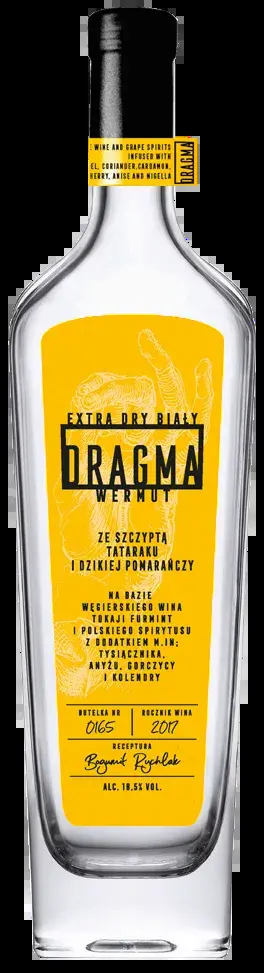 WINE AND GRAPE SPIRITS
INFUSED WITH
EL, CORIANDER, CARDAMON,
HERRY, ANISE AND NIGELLA
DRAGMA
EXTRA DRY BIAŁY
DRAGMA
WERMUT
ZE SZCZYPTĄ
TATARAKU
I DZIKIEJ POMARAŃCZY
NA BAZIE
WĘGIERSKIEGO WINA
TOKAJI FURMINT
I POLSKIEGO SPIRYTUSU
Z DODATKIEM M.IN;
TYSIĄCZNIKA,
ANYŻU, GORCZYCY
I KOLENDRY
BUTELKA NR ROCZNIK WINA
0165 2017
RECEPTURA
Bogumił Rychlak
ALC. 18,5% VOL.